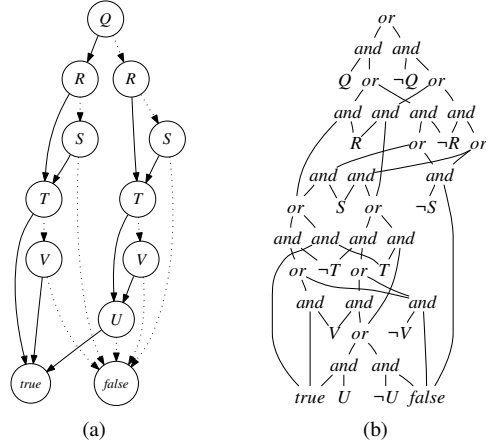 Q
R R
S S
T T
V V
U
true false
(a)
or
and and
Q or ¬Q or
and and and and
R or ¬R or
and and and
or S or ¬S
and and and and
or ¬T or T
and and and
V or ¬V
and and
true U ¬U false
(b)